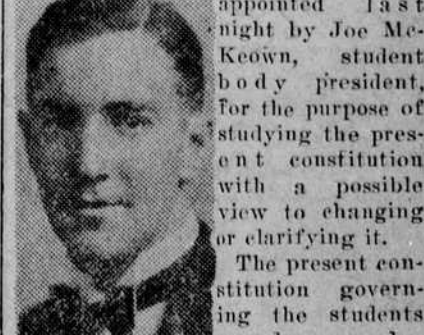 appointed last
night by Joe Mc-
Keown, student
body president,
for the purpose of
studying the pres-
ent constitution
with a possible
view to changing
or clarifying it.
The present con-
stitution govern-
ing the students